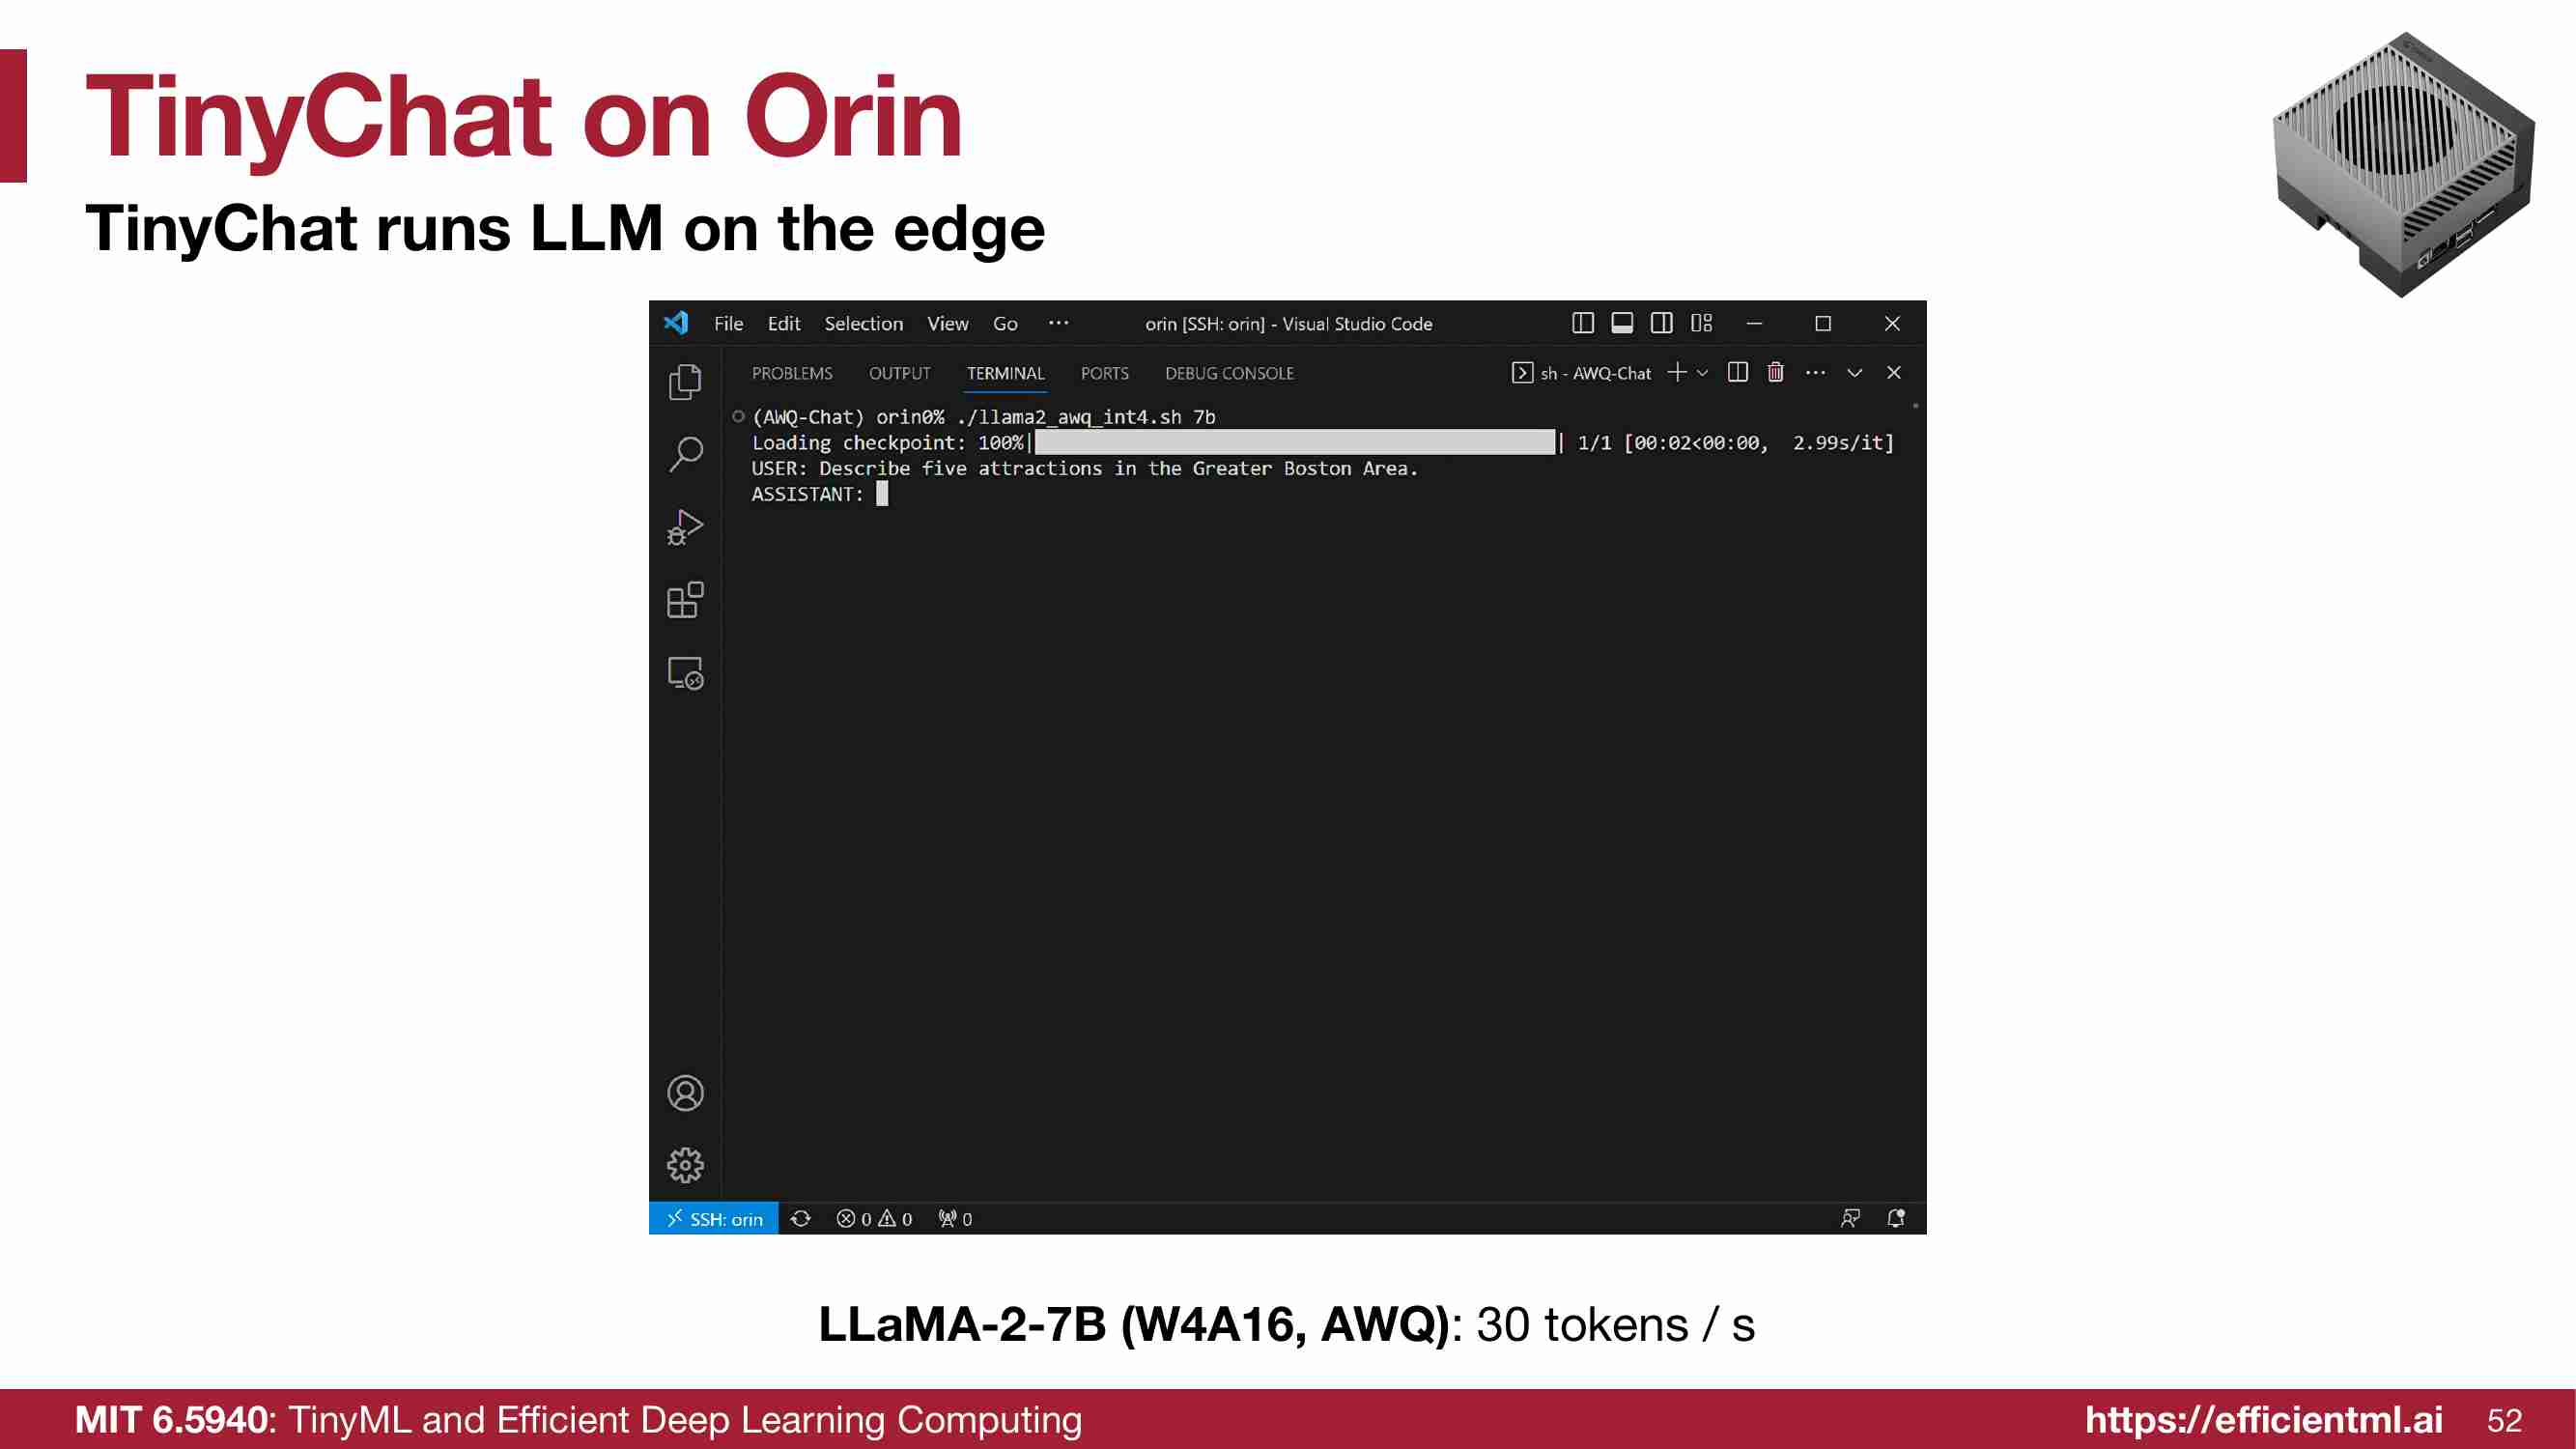 TinyChat on Orin
TinyChat runs LLM on the edge
File Edit Selection View Go ··· orin [SSH: orin] - Visual Studio Code
PROBLEMS OUTPUT TERMINAL PORTS DEBUG CONSOLE sh - AWQ-Chat
(AWQ-Chat) orin0% ./llama2_awq_int4.sh 7b
Loading checkpoint: 100%| | 1/1 [00:02<00:00, 2.99s/it]
USER: Describe five attractions in the Greater Boston Area.
ASSISTANT:
SSH: orin 0 0 0
LLaMA-2-7B (W4A16, AWQ): 30 tokens / s
MIT 6.5940: TinyML and Efficient Deep Learning Computing https://efficientml.ai 52